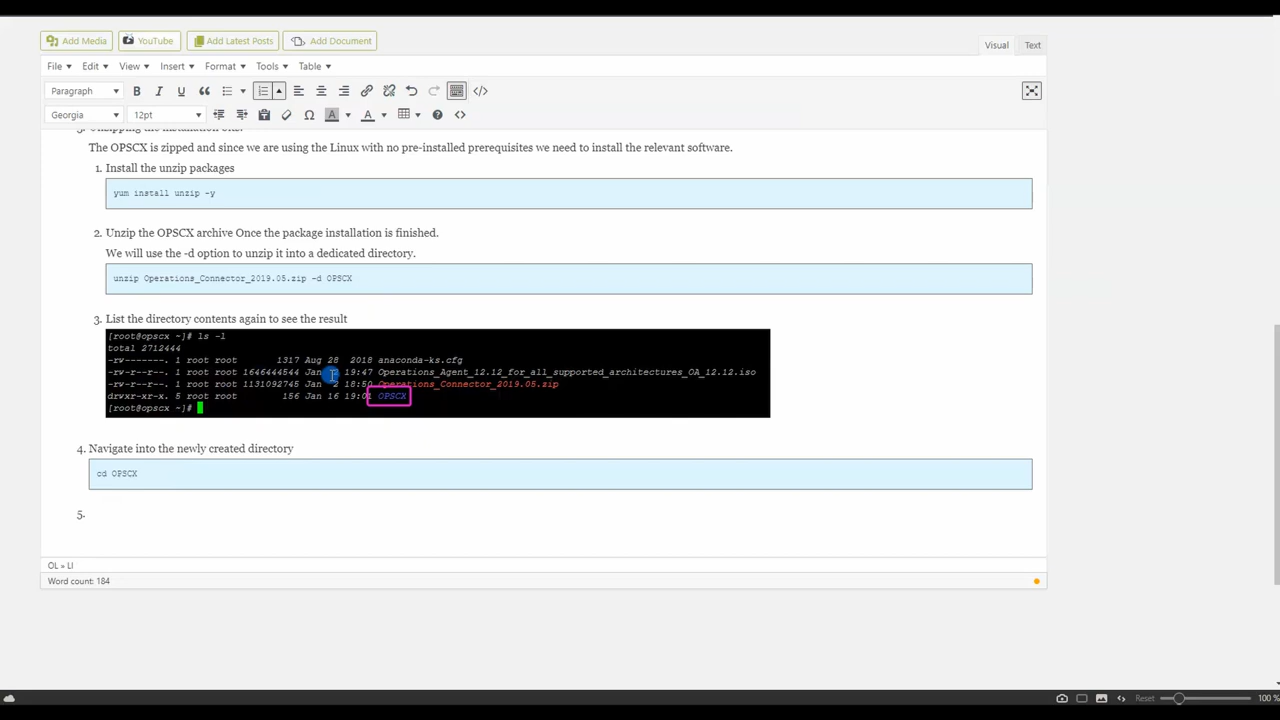 Add Media YouTube Add Latest Posts Add Document
Visual Text
File Edit View Insert Format Tools Table
Paragraph
Georgia 12pt
The OPSCX is zipped and since we are using the Linux with no pre-installed prerequisites we need to install the relevant software.
1. Install the unzip packages
yum install unzip -y
2. Unzip the OPSCX archive Once the package installation is finished.
We will use the -d option to unzip it into a dedicated directory.
unzip Operations_Connector_2019.05.zip -d OPSCX
3. List the directory contents again to see the result
[root@opscx ~]# ls -l
total 2712444
-rw-------. 1 root root 1317 Aug 28 2018 anaconda-ks.cfg
-rw-r--r--. 1 root root 1646444544 Jan 19:47 Operations_Agent_12.12_for_all_supported_architectures_OA_12.12.iso
-rw-r--r--. 1 root root 1131092745 Jan 2 18:50 Operations_Connector_2019.05.zip
drwxr-xr-x. 5 root root 156 Jan 16 19:01 OPSCX
[root@opscx ~]#
4. Navigate into the newly created directory
cd OPSCX
5.
OL » LI
Word count: 184
Reset 100 %